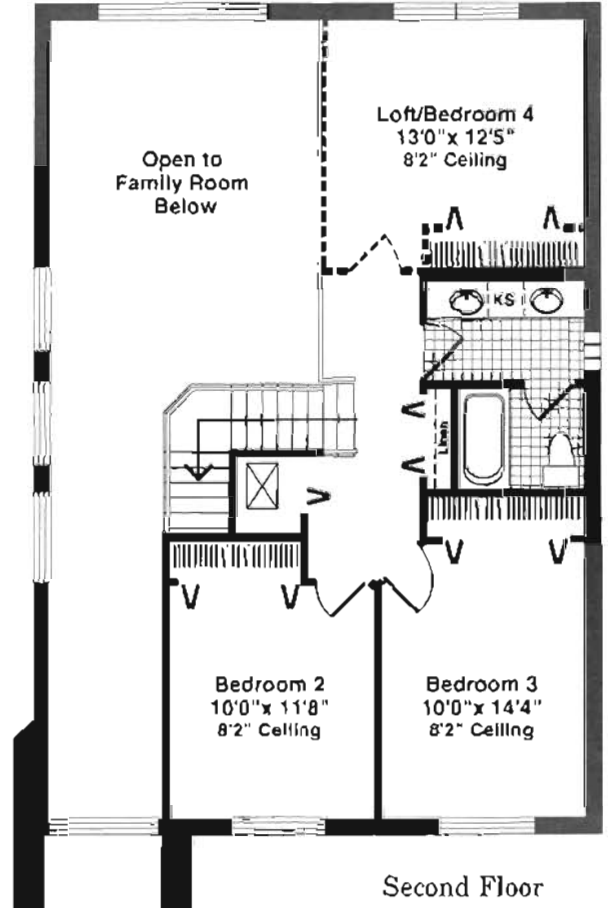 Loft/Bedroom 4
13'0" x 12'5"
8'2" Ceiling
Open to
Family Room
Below
KS
Linen
Bedroom 2
10'0" x 11'8"
8'2" Ceiling
Bedroom 3
10'0" x 14'4"
8'2" Ceiling
Second Floor